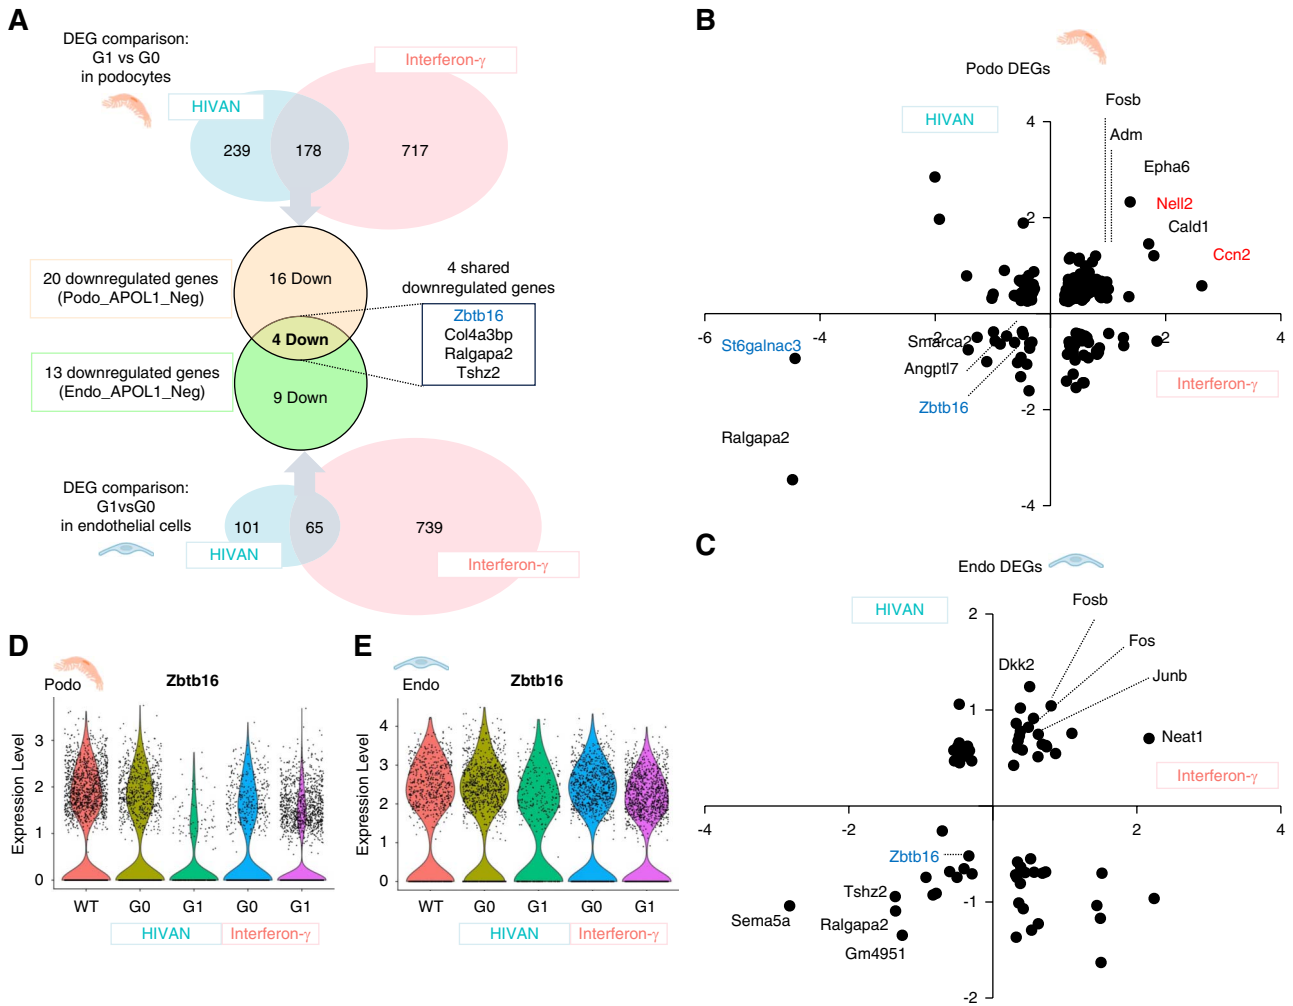 A
DEG comparison:
G1 vs G0
in podocytes
HIVAN
Interferon-γ
239
178
717
20 downregulated genes
(Podo_APOL1_Neg)
16 Down
4 Down
4 shared
downregulated genes
Zbtb16
Col4a3bp
Ralgapa2
Tshz2
13 downregulated genes
(Endo_APOL1_Neg)
9 Down
DEG comparison:
G1vsG0
in endothelial cells
101
65
739
HIVAN
Interferon-γ
B
Podo DEGs
HIVAN
Fosb
Adm
Epha6
Nell2
Cald1
Ccn2
4
2
-6
-4
-2
2
4
St6galnac3
Smarca2
Angptl7
Zbtb16
Interferon-γ
Ralgapa2
-2
-4
C
Endo DEGs
HIVAN
Fosb
Fos
Junb
Dkk2
Neat1
Interferon-γ
2
1
-4
-2
2
4
Zbtb16
Tshz2
Sema5a
Ralgapa2
Gm4951
-1
-2
D
Podo
Zbtb16
Expression Level
3
2
1
0
WT
G0
G1
G0
G1
HIVAN
Interferon-γ
E
Endo
Zbtb16
Expression Level
4
3
2
1
0
WT
G0
G1
G0
G1
HIVAN
Interferon-γ